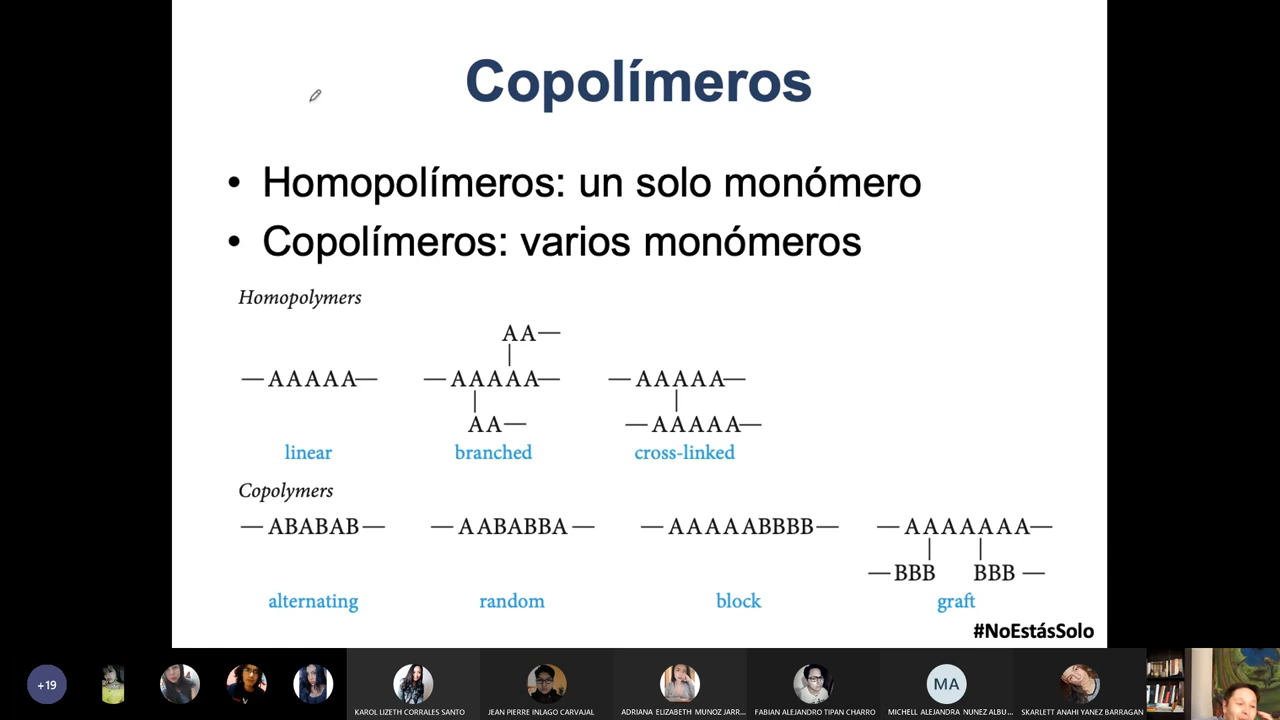 Copolímeros
• Homopolímeros: un solo monómero
• Copolímeros: varios monómeros
Homopolymers
AA—
—AAAAA— —AAAAA— —AAAAA—
AA— —AAAAA—
linear branched cross-linked
Copolymers
—ABABAB— —AABABBA— —AAAAABBBB— —AAAAAAA—
—BBB BBB—
alternating random block graft
#NoEstásSolo
+19
MA
KAROL LIZETH CORRALES SANTO JEAN PIERRE INLAGO CARVAJAL ADRIANA ELIZABETH MUNOZ JARR... FABIAN ALEJANDRO TIPAN CHARRO MICHELL ALEJANDRA NUNEZ ALBU... SKARLETT ANAHI YANEZ BARRAGAN